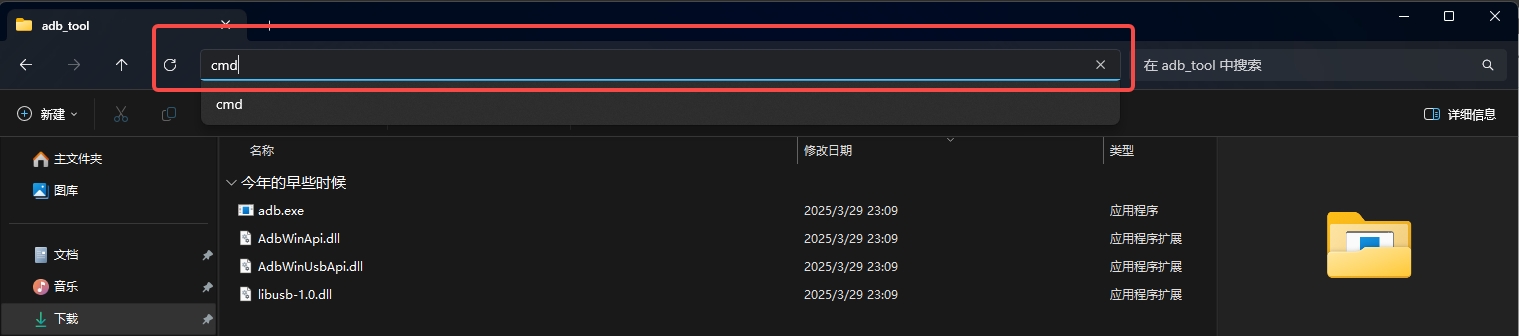 adb_tool
cmd
在 adb_tool 中搜索
cmd
新建
详细信息
主文件夹
图库
文档
音乐
下载
名称 修改日期 类型
今年的早些时候
adb.exe 2025/3/29 23:09 应用程序
AdbWinApi.dll 2025/3/29 23:09 应用程序扩展
AdbWinUsbApi.dll 2025/3/29 23:09 应用程序扩展
libusb-1.0.dll 2025/3/29 23:09 应用程序扩展